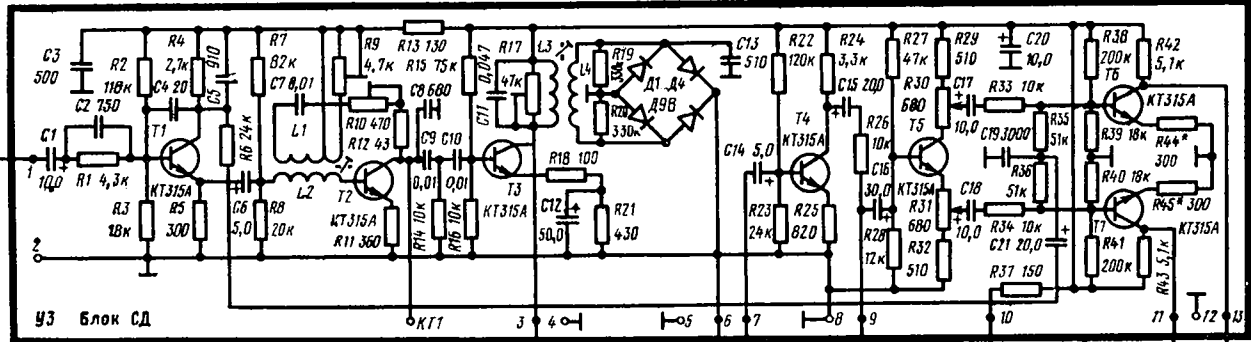 C3
500
R2
118к
R4
2,7к
910
C5
C4 20
C2 750
C1
10,0
1
R1 4,3к
T1
КТ315А
R3
18к
R5
300
R6 24к
C6
5,0
R7
82к
C7 8,01
L1
L2
R8
20к
R9
4,7к
R10 470
R12 43
T2
КТ315А
R11 360
R13 130
R15 75к
C8 680
C9
0,01
C10
0,01
R14 10к
R16 10к
0,047
C11
R17
47к
T3
КТ315А
R18 100
C12
50,0
R21
430
L3
L4
R19
330к
R20
330к
Д1...Д4
Д9В
C13
510
C14 5,0
R22
120к
R23
24к
T4
КТ315А
R24
3,3к
R25
820
C15 20,0
R26
10к
C16
30,0
R27
47к
R28
12к
T5
КТ315А
R29
510
R30
680
R31
680
R32
510
C17
10,0
C18
10,0
R33 10к
R34 10к
C19 3000
C20
10,0
C21 20,0
R35
51к
R36
51к
R37 150
R38
200к
R39 18к
R40 18к
R41
200к
T6
КТ315А
T7
КТ315А
R42
5,1к
R43 5,1к
R44*
300
R45* 300
2
У3 Блок СД
КТ1
3
4
5
6
7
8
9
10
11
12
13